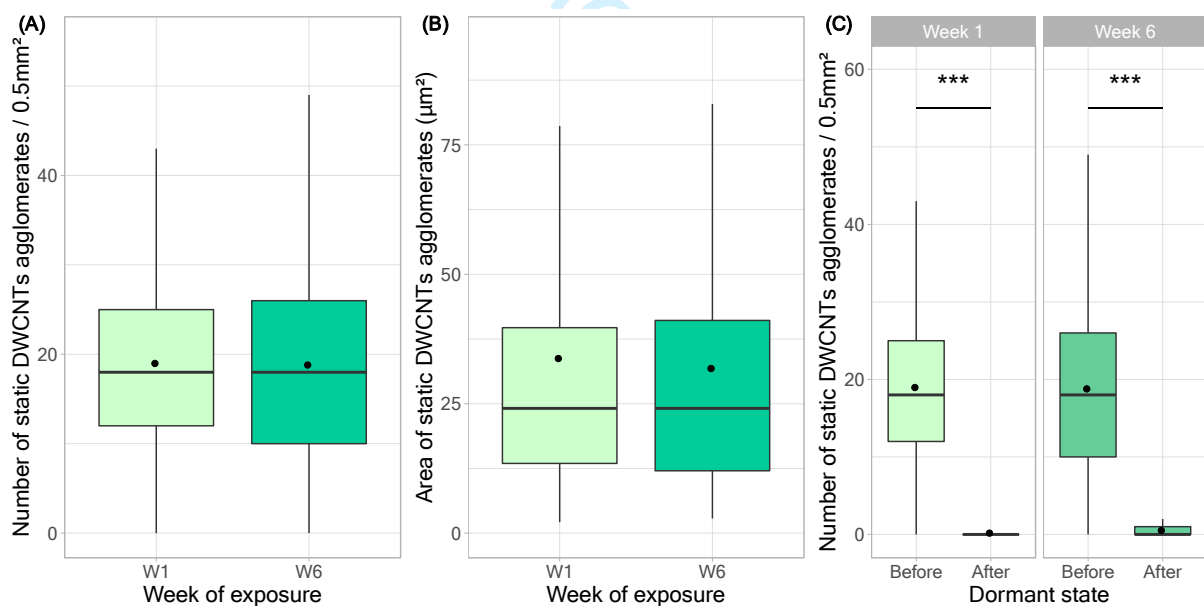 (A)
Number of static DWCNTs agglomerates / 0.5mm²
40
20
0
W1 W6
Week of exposure
(B)
Area of static DWCNTs agglomerates (µm²)
75
50
25
0
W1 W6
Week of exposure
(C)
Week 1 Week 6
Number of static DWCNTs agglomerates / 0.5mm²
60
40
20
0
*** ***
Before After Before After
Dormant state